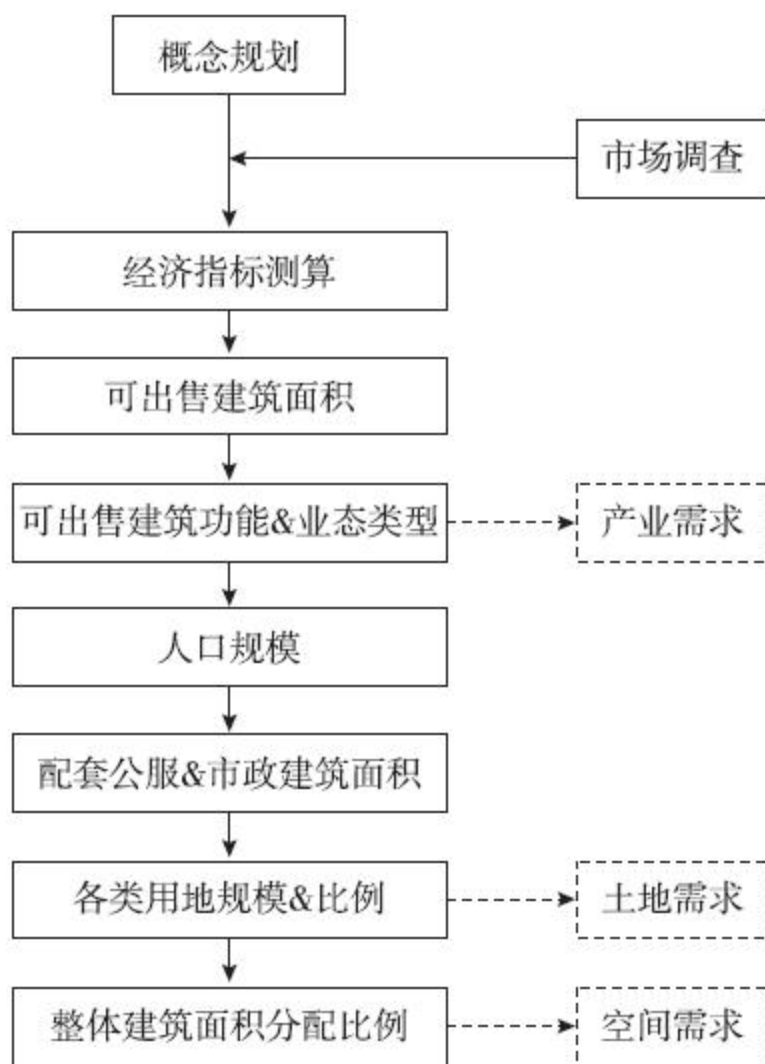 概念规划
市场调查
经济指标测算
可出售建筑面积
可出售建筑功能&业态类型
产业需求
人口规模
配套公服&市政建筑面积
各类用地规模&比例
土地需求
整体建筑面积分配比例
空间需求